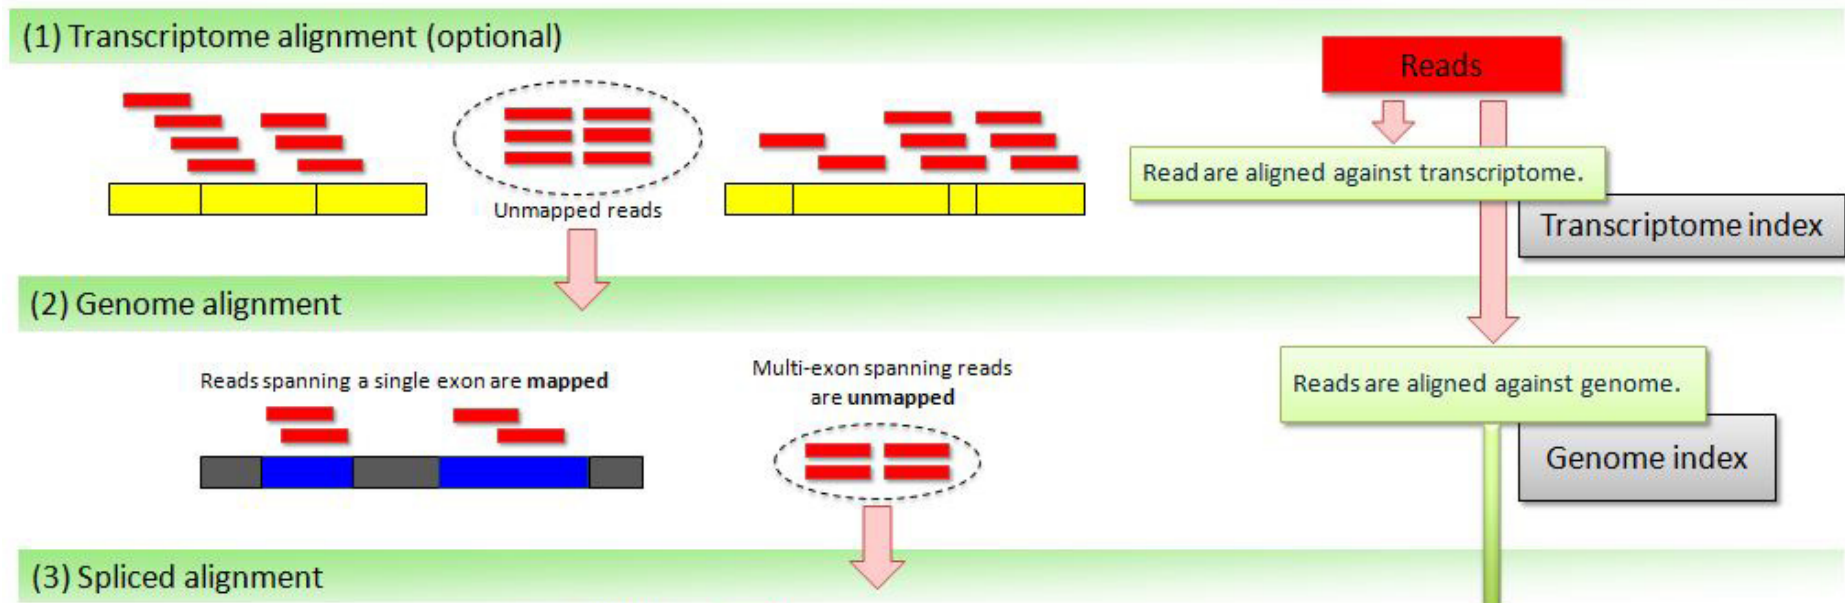 (1) Transcriptome alignment (optional)
Reads
Read are aligned against transcriptome.
Unmapped reads
Transcriptome index
(2) Genome alignment
Reads spanning a single exon are mapped
Multi-exon spanning reads
are unmapped
Reads are aligned against genome.
Genome index
(3) Spliced alignment